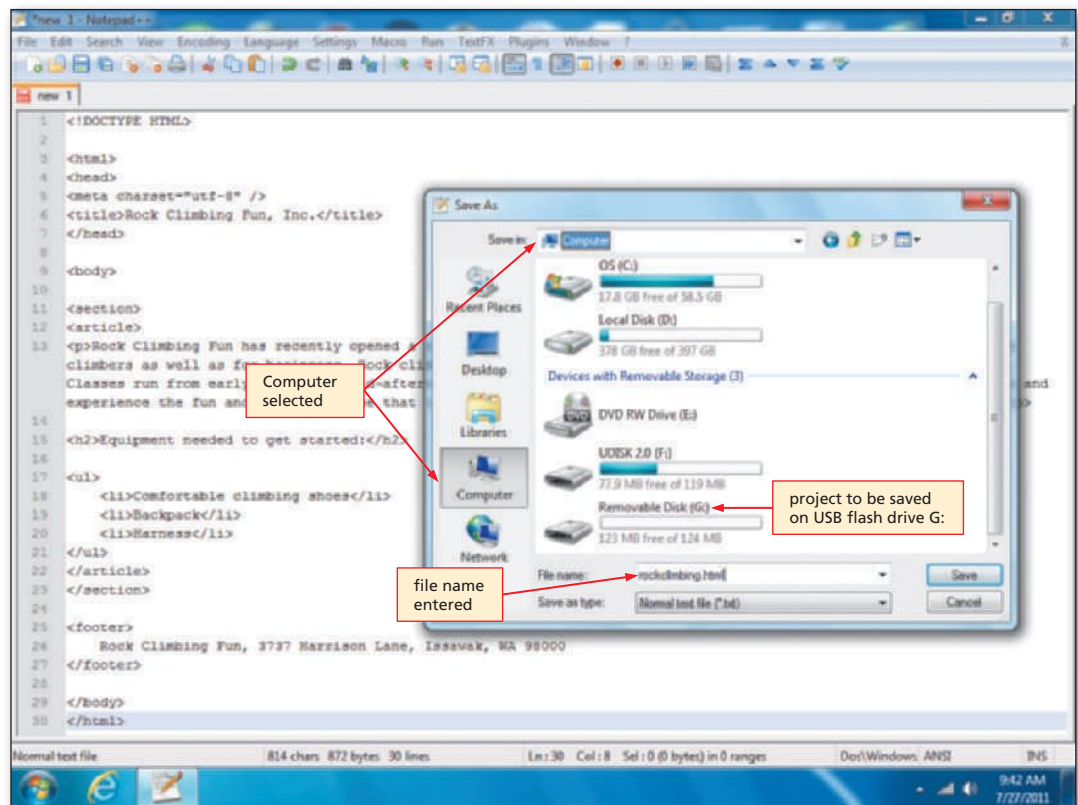 *new 1 - Notepad++
File Edit Search View Encoding Language Settings Macro Run TextFX Plugins Window ?
new 1
1 <!DOCTYPE HTML>
2
3 <html>
4 <head>
5 <meta charset="utf-8" />
6 <title>Rock Climbing Fun, Inc.</title>
7 </head>
8
9 <body>
10
11 <section>
12 <article>
13 <p>Rock Climbing Fun has recently opened a
climbers as well as for beginners. Rock cli
Classes run from earl -after and
experience the fun and e that p>
14
15 <h2>Equipment needed to get started:</h2>
16
17 <ul>
18 <li>Comfortable climbing shoes</li>
19 <li>Backpack</li>
20 <li>Harness</li>
21 </ul>
22 </article>
23 </section>
24
25 <footer>
26 Rock Climbing Fun, 3737 Harrison Lane, Issawak, WA 98000
27 </footer>
28
29 </body>
30 </html>
Save As
Save in: Computer
Recent Places
Desktop
Libraries
Computer
Network
OS (C:)
17.8 GB free of 58.5 GB
Local Disk (D:)
378 GB free of 397 GB
Devices with Removable Storage (3)
DVD RW Drive (E:)
UDISK 2.0 (F:)
77.9 MB free of 119 MB
Removable Disk (G:)
123 MB free of 124 MB
File name: rockclimbing.html
Save as type: Normal text file (*.txt)
Save
Cancel
Computer
selected
project to be saved
on USB flash drive G:
file name
entered
Normal text file 814 chars 872 bytes 30 lines Ln : 30 Col : 8 Sel : 0 (0 bytes) in 0 ranges Dos\Windows ANSI INS
9:42 AM
7/27/2011